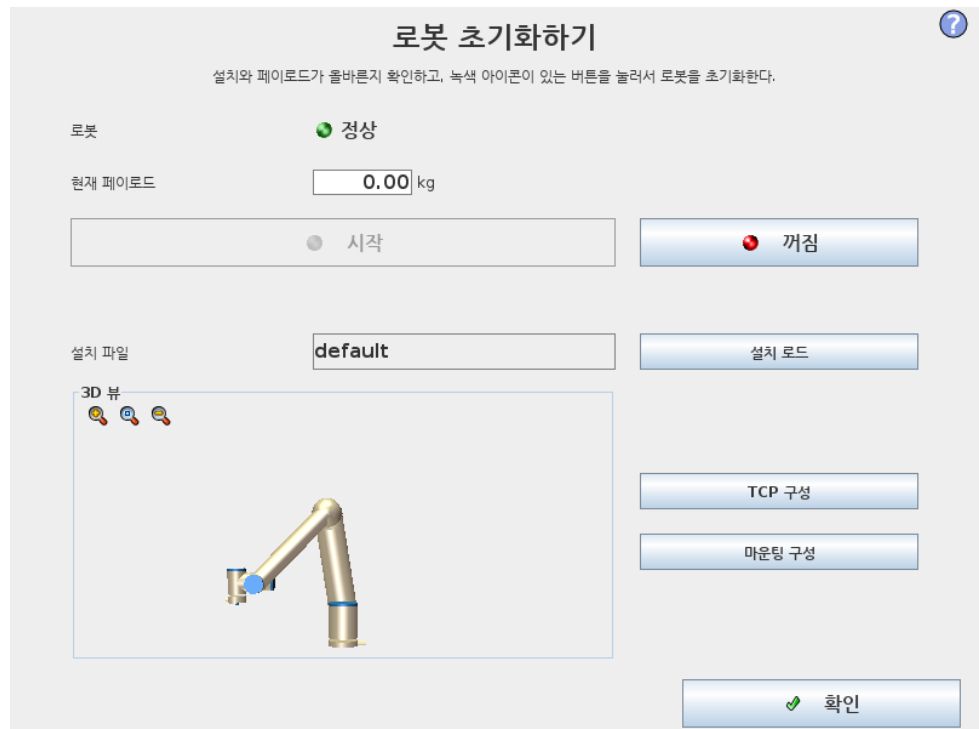 로봇 초기화하기
?
설치와 페이로드가 올바른지 확인하고, 녹색 아이콘이 있는 버튼을 눌러서 로봇을 초기화한다.
로봇 정상
현재 페이로드 0.00 kg
시작 꺼짐
설치 파일 default 설치 로드
3D 뷰
TCP 구성
마운팅 구성
확인